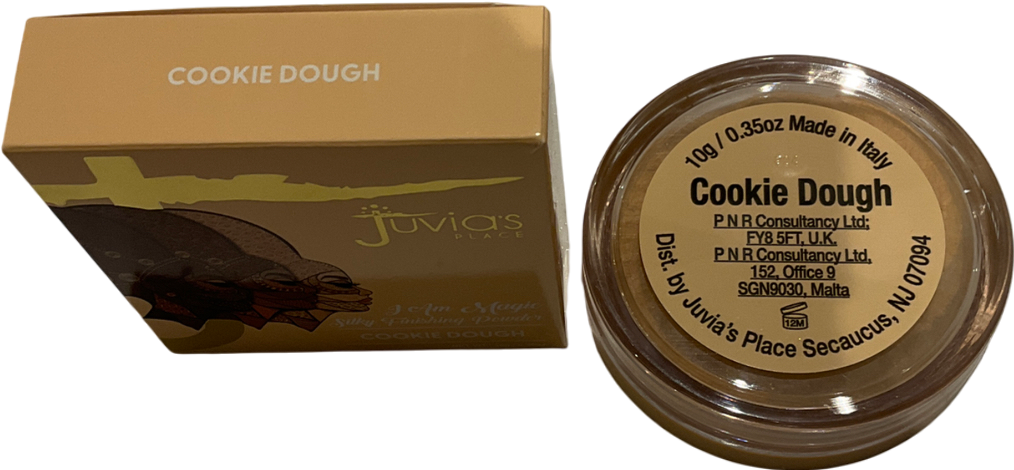 COOKIE DOUGH
Juvia's
PLACE
I Am Magic
Silky Finishing Powder
COOKIE DOUGH
10g / 0.35oz Made in Italy
Cookie Dough
P N R Consultancy Ltd;
FY8 5FT, U.K.
P N R Consultancy Ltd,
152, Office 9
SGN9030, Malta
12M
Dist. by Juvia's Place Secaucus, NJ 07094